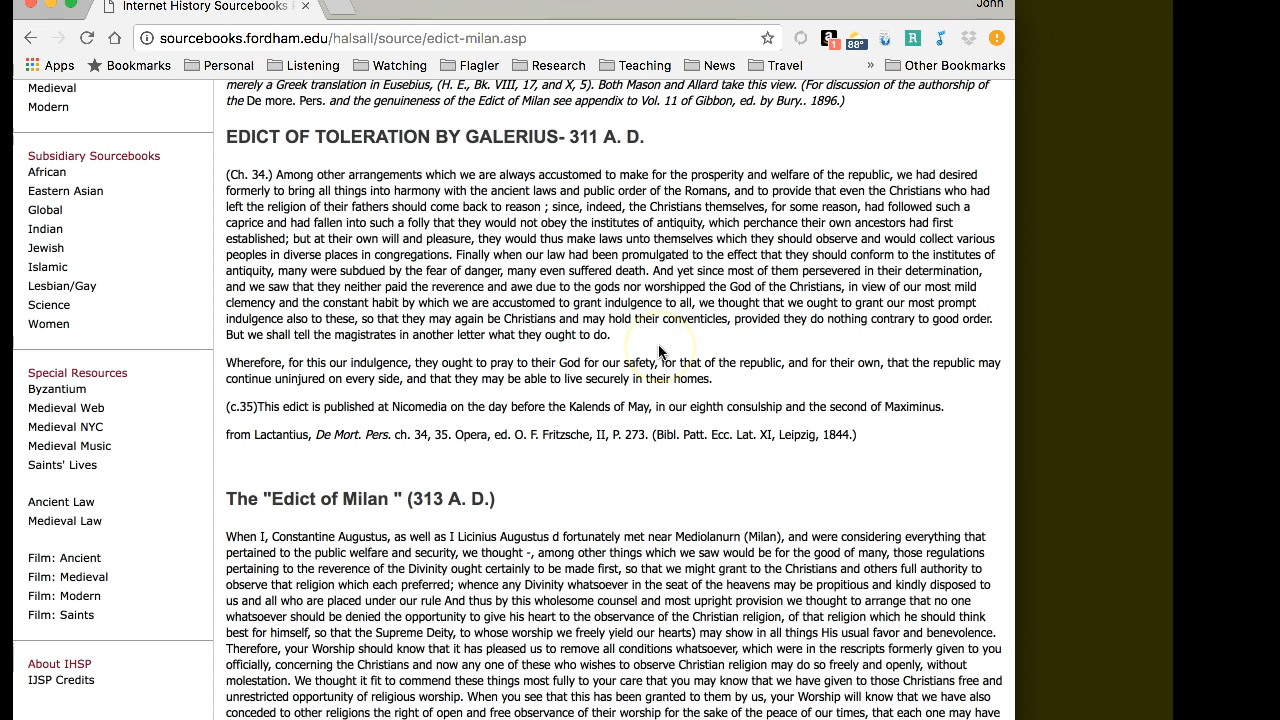 Internet History Sourcebooks P
John
sourcebooks.fordham.edu/halsall/source/edict-milan.asp
1
88°
R
Apps Bookmarks Personal Listening Watching Flagler Research Teaching News Travel » Other Bookmarks
Medieval
Modern
Subsidiary Sourcebooks
African
Eastern Asian
Global
Indian
Jewish
Islamic
Lesbian/Gay
Science
Women
Special Resources
Byzantium
Medieval Web
Medieval NYC
Medieval Music
Saints' Lives
Ancient Law
Medieval Law
Film: Ancient
Film: Medieval
Film: Modern
Film: Saints
About IHSP
IJSP Credits
merely a Greek translation in Eusebius, (H. E., Bk. VIII, 17, and X, 5). Both Mason and Allard take this view. (For discussion of the authorship of
the De more. Pers. and the genuineness of the Edict of Milan see appendix to Vol. 11 of Gibbon, ed. by Bury.. 1896.)
EDICT OF TOLERATION BY GALERIUS- 311 A. D.
(Ch. 34.) Among other arrangements which we are always accustomed to make for the prosperity and welfare of the republic, we had desired
formerly to bring all things into harmony with the ancient laws and public order of the Romans, and to provide that even the Christians who had
left the religion of their fathers should come back to reason ; since, indeed, the Christians themselves, for some reason, had followed such a
caprice and had fallen into such a folly that they would not obey the institutes of antiquity, which perchance their own ancestors had first
established; but at their own will and pleasure, they would thus make laws unto themselves which they should observe and would collect various
peoples in diverse places in congregations. Finally when our law had been promulgated to the effect that they should conform to the institutes of
antiquity, many were subdued by the fear of danger, many even suffered death. And yet since most of them persevered in their determination,
and we saw that they neither paid the reverence and awe due to the gods nor worshipped the God of the Christians, in view of our most mild
clemency and the constant habit by which we are accustomed to grant indulgence to all, we thought that we ought to grant our most prompt
indulgence also to these, so that they may again be Christians and may hold their conventicles, provided they do nothing contrary to good order.
But we shall tell the magistrates in another letter what they ought to do.
Wherefore, for this our indulgence, they ought to pray to their God for our safety, for that of the republic, and for their own, that the republic may
continue uninjured on every side, and that they may be able to live securely in their homes.
(c.35)This edict is published at Nicomedia on the day before the Kalends of May, in our eighth consulship and the second of Maximinus.
from Lactantius, De Mort. Pers. ch. 34, 35. Opera, ed. O. F. Fritzsche, II, P. 273. (Bibl. Patt. Ecc. Lat. XI, Leipzig, 1844.)
The "Edict of Milan " (313 A. D.)
When I, Constantine Augustus, as well as I Licinius Augustus d fortunately met near Mediolanurn (Milan), and were considering everything that
pertained to the public welfare and security, we thought -, among other things which we saw would be for the good of many, those regulations
pertaining to the reverence of the Divinity ought certainly to be made first, so that we might grant to the Christians and others full authority to
observe that religion which each preferred; whence any Divinity whatsoever in the seat of the heavens may be propitious and kindly disposed to
us and all who are placed under our rule And thus by this wholesome counsel and most upright provision we thought to arrange that no one
whatsoever should be denied the opportunity to give his heart to the observance of the Christian religion, of that religion which he should think
best for himself, so that the Supreme Deity, to whose worship we freely yield our hearts) may show in all things His usual favor and benevolence.
Therefore, your Worship should know that it has pleased us to remove all conditions whatsoever, which were in the rescripts formerly given to you
officially, concerning the Christians and now any one of these who wishes to observe Christian religion may do so freely and openly, without
molestation. We thought it fit to commend these things most fully to your care that you may know that we have given to those Christians free and
unrestricted opportunity of religious worship. When you see that this has been granted to them by us, your Worship will know that we have also
conceded to other religions the right of open and free observance of their worship for the sake of the peace of our times, that each one may have